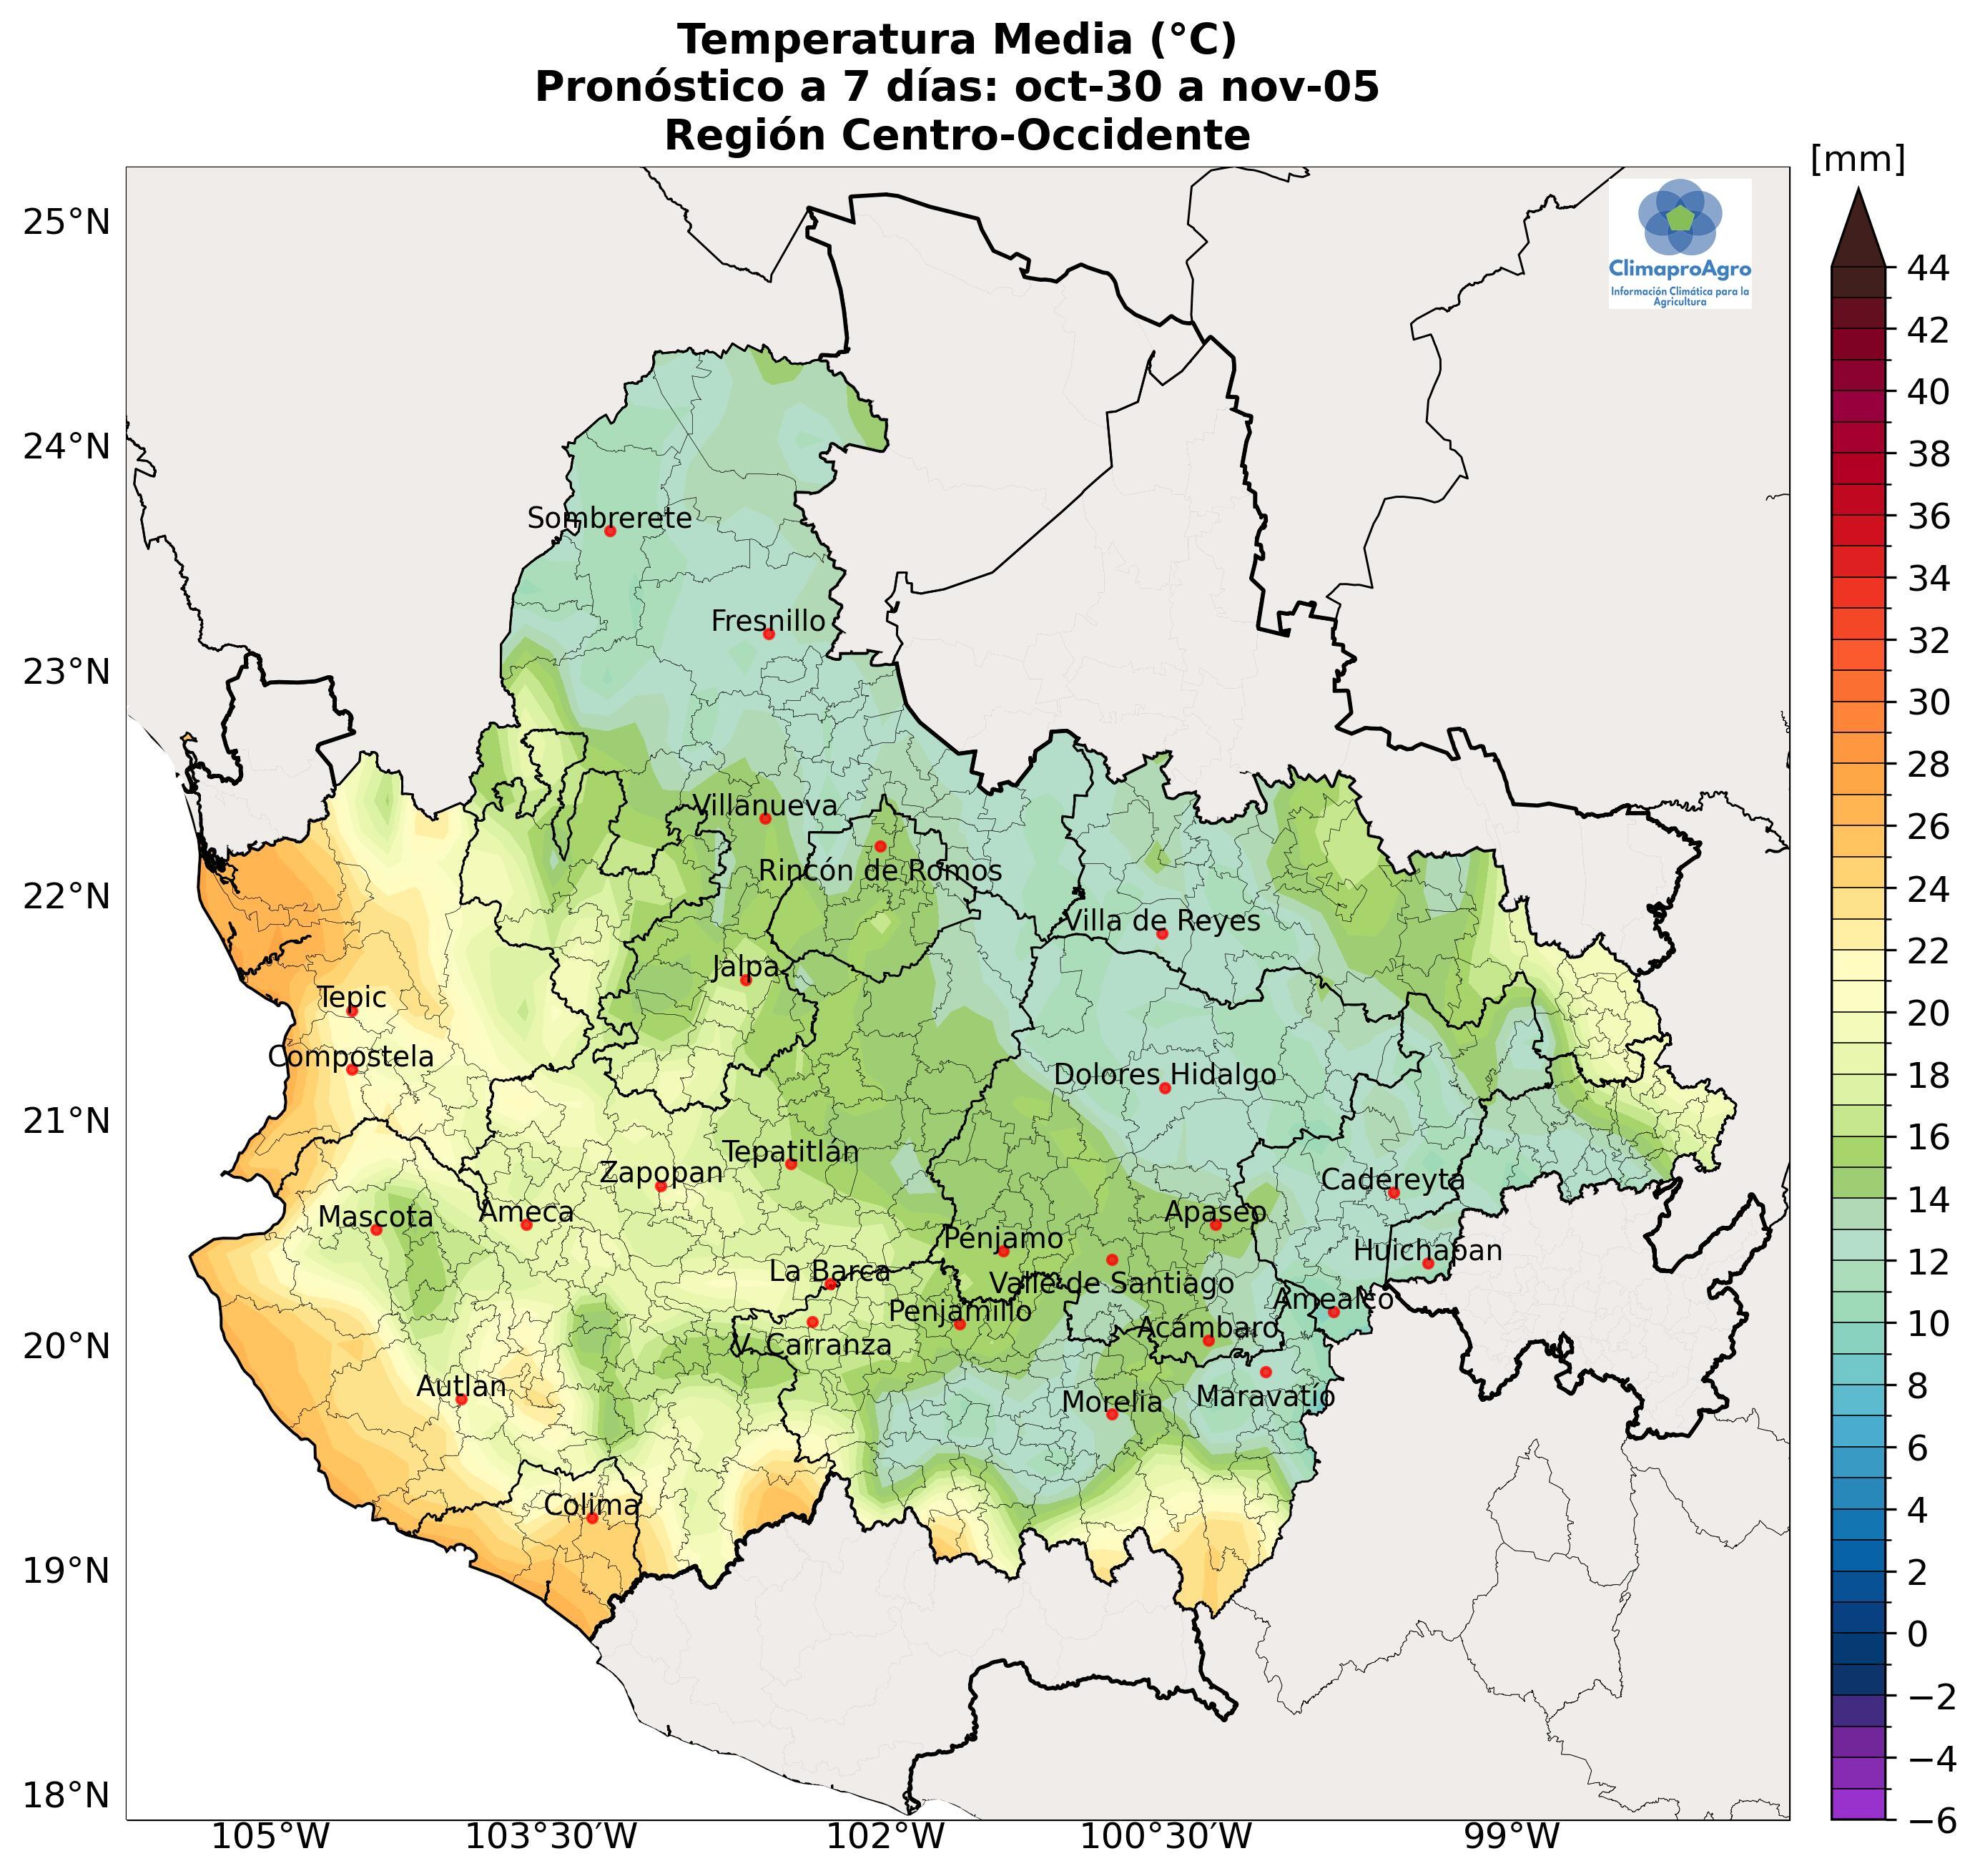 Temperatura Media (°C)
Pronóstico a 7 días: oct-30 a nov-05
Región Centro-Occidente
[mm]
ClimaproAgro
Información Climática para la
Agricultura
25°N
24°N
23°N
22°N
21°N
20°N
19°N
18°N
105°W
103°30′W
102°W
100°30′W
99°W
44
42
40
38
36
34
32
30
28
26
24
22
20
18
16
14
12
10
8
6
4
2
0
−2
−4
−6
Sombrerete
Fresnillo
Villanueva
Rincón de Romos
Villa de Reyes
Jalpa
Tepic
Compostela
Dolores Hidalgo
Tepatitlán
Zapopan
Cadereyta
Mascota
Ameca
Apaseo
Pénjamo
Huichapan
La Barca
Valle de Santiago
Penjamillo
Amealco
Acámbaro
V. Carranza
Autlan
Morelia
Maravatío
Colima